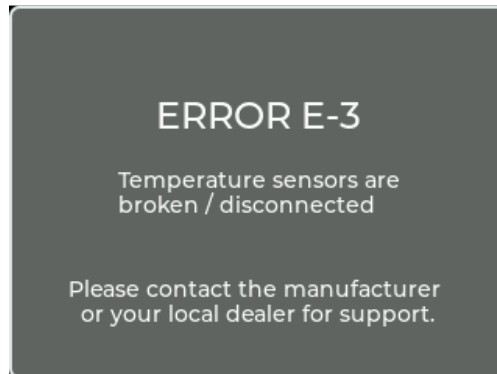 ERROR E-3
Temperature sensors are
broken / disconnected
Please contact the manufacturer
or your local dealer for support.